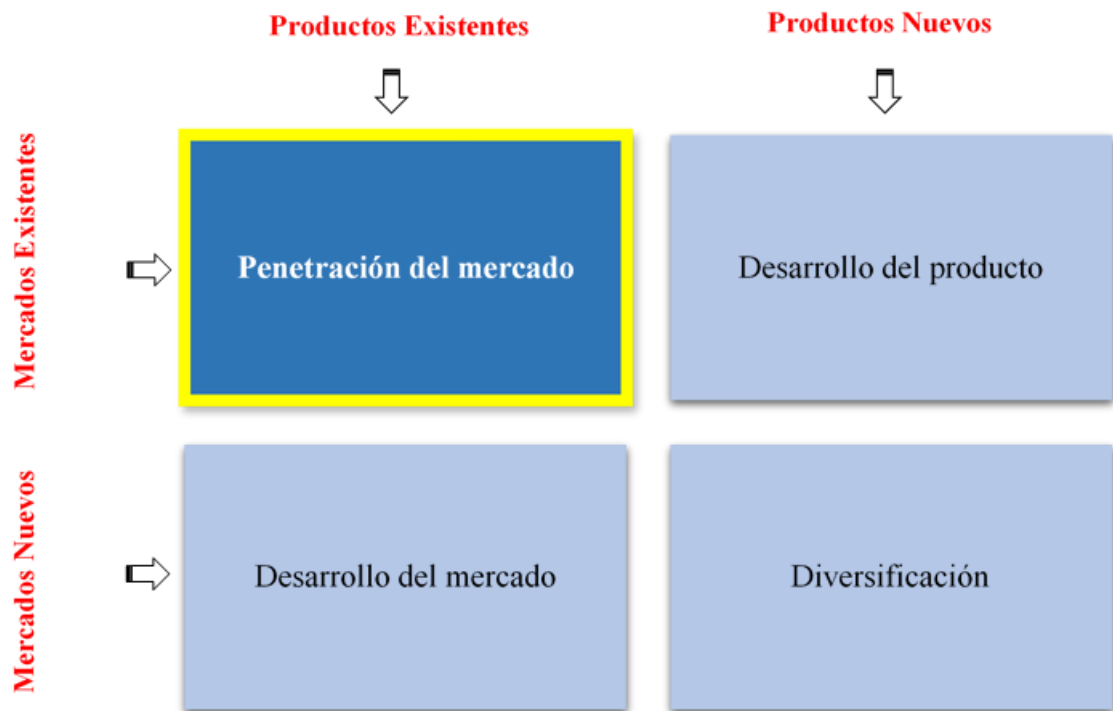 Productos Existentes
Productos Nuevos
Mercados Existentes
Penetración del mercado
Desarrollo del producto
Mercados Nuevos
Desarrollo del mercado
Diversificación